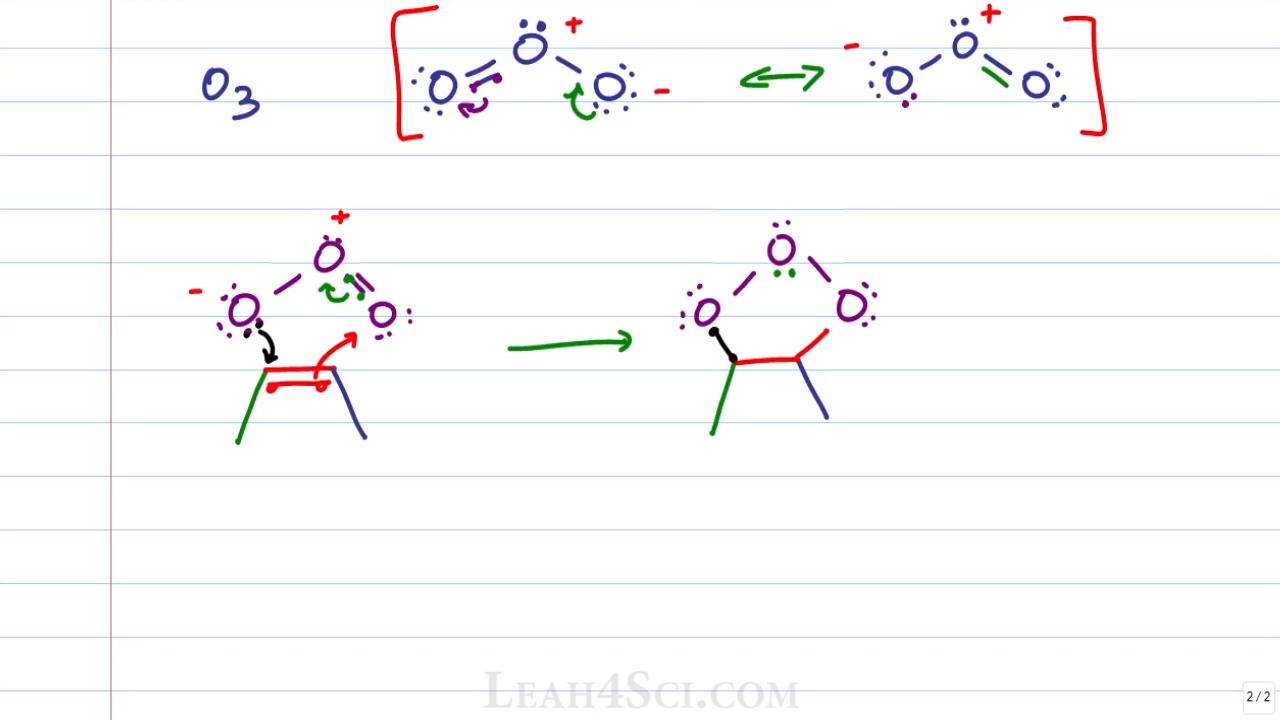 O3 [ O O + O - ↔ - O O + O ]
- O O + O → O O O
LEAH4SCI.COM
2/2